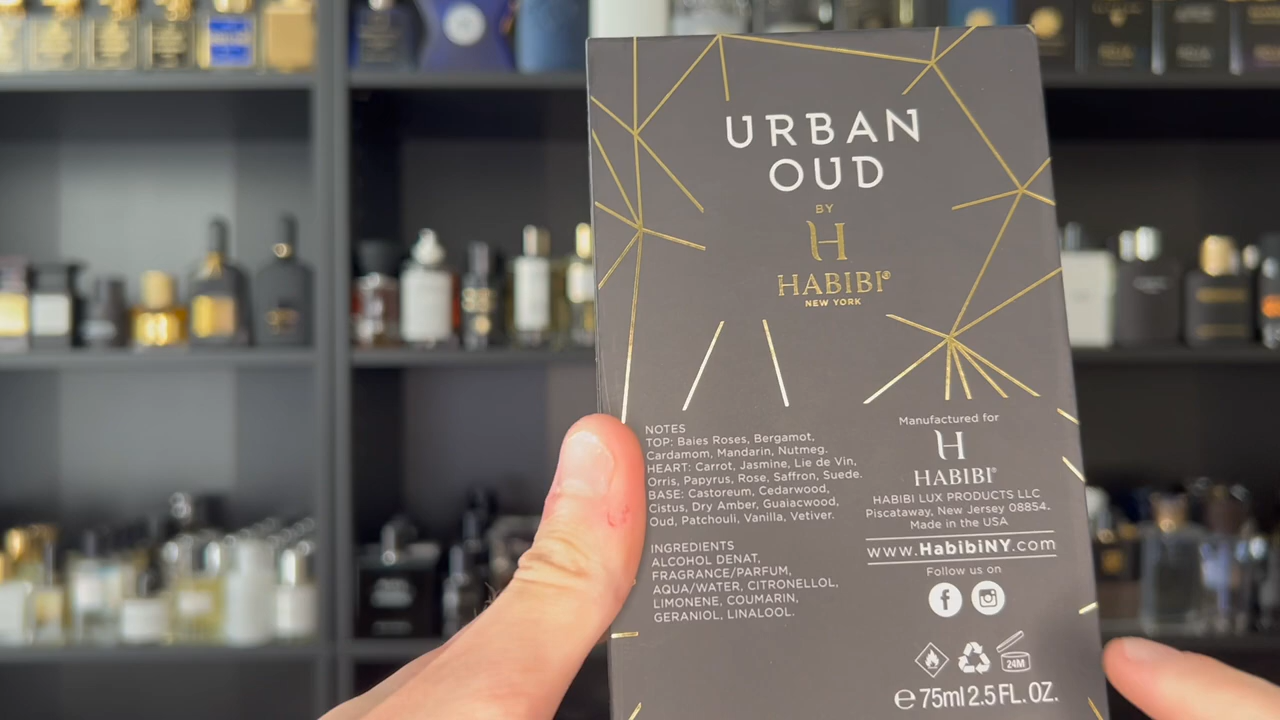 URBAN
OUD
BY
H
HABIBI®
NEW YORK
NOTES
TOP: Baies Roses, Bergamot,
Cardamom, Mandarin, Nutmeg.
HEART: Carrot, Jasmine, Lie de Vin,
Orris, Papyrus, Rose, Saffron, Suede.
BASE: Castoreum, Cedarwood,
Cistus, Dry Amber, Guaiacwood,
Oud, Patchouli, Vanilla, Vetiver.
INGREDIENTS
ALCOHOL DENAT,
FRAGRANCE/PARFUM,
AQUA/WATER, CITRONELLOL,
LIMONENE, COUMARIN,
GERANIOL, LINALOOL.
Manufactured for
H
HABIBI®
HABIBI LUX PRODUCTS LLC
Piscataway, New Jersey 08854.
Made in the USA
www.HabibiNY.com
Follow us on
f
24M
℮ 75ml 2.5 FL. OZ.